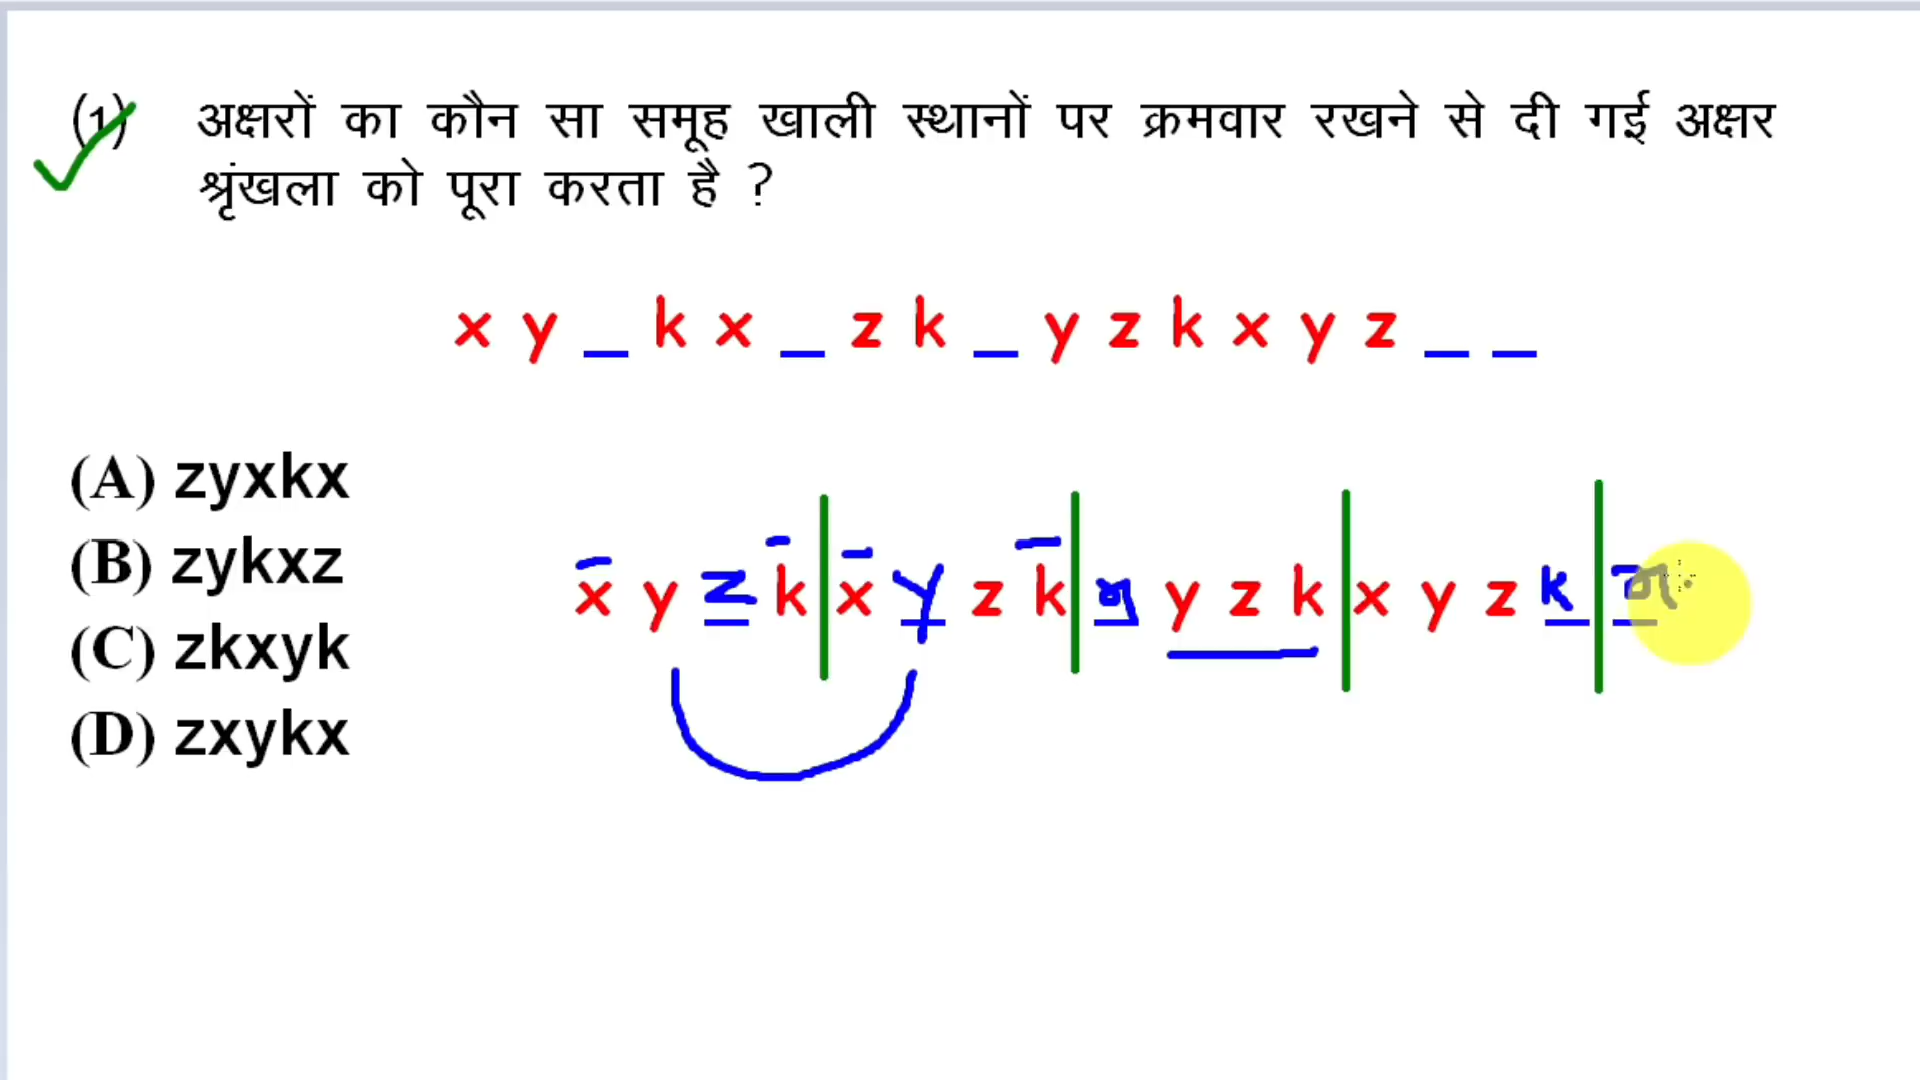 (1) अक्षरों का कौन सा समूह खाली स्थानों पर क्रमवार रखने से दी गई अक्षर
श्रृंखला को पूरा करता है ?
x y _ k x _ z k _ y z k x y z _ _
(A) zyxkx
(B) zykxz
(C) zkxyk
(D) zxykx
x y z k | x y z k | x y z k | x y z k | x